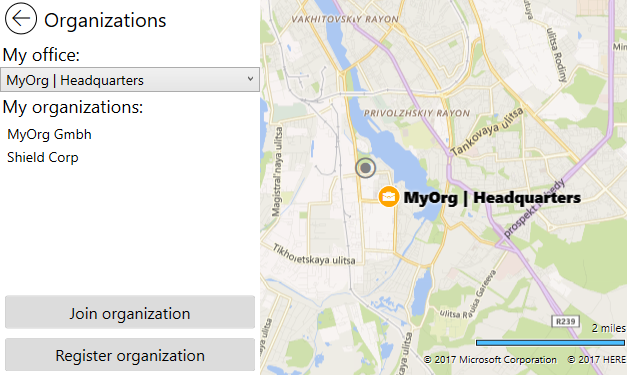 Organizations
My office:
MyOrg | Headquarters
My organizations:
MyOrg Gmbh
Shield Corp
Join organization
Register organization
VAKHITOVSKIY RAYON
ulitsa Rodiny
PRIVOLZHSKIY RAYON
Tankovaya ulitsa
Magistral'naya ulitsa
MyOrg | Headquarters
prospekt Pobedy
Tikhoretskaya ulitsa
ulitsa Rausa Gareeva
R239
2 miles
© 2017 Microsoft Corporation © 2017 HERE